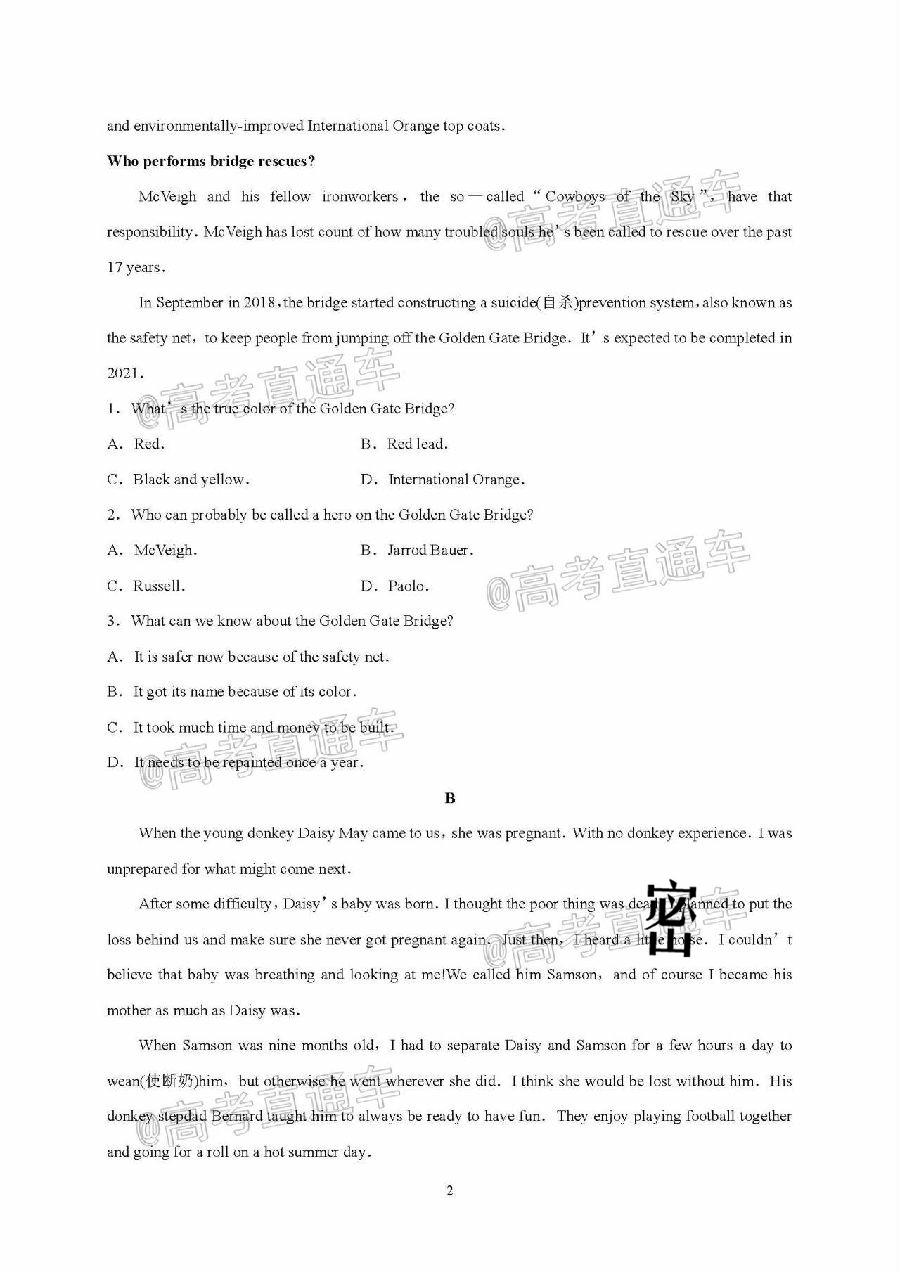 and environmentally-improved International Orange top coats.
Who performs bridge rescues?
McVeigh and his fellow ironworkers, the so—called “Cowboys of the Sky”, have that
responsibility. McVeigh has lost count of how many troubled souls he’s been called to rescue over the past
17 years.
In September in 2018, the bridge started constructing a suicide(自杀)prevention system, also known as
the safety net, to keep people from jumping off the Golden Gate Bridge. It’s expected to be completed in
2021.
@高考直通车
1. What’s the true color of the Golden Gate Bridge?
A. Red. B. Red lead.
C. Black and yellow. D. International Orange.
2. Who can probably be called a hero on the Golden Gate Bridge?
A. McVeigh. B. Jarrod Bauer.
C. Russell. D. Paolo.
@高考直通车
3. What can we know about the Golden Gate Bridge?
A. It is safer now because of the safety net.
B. It got its name because of its color.
C. It took much time and money to be built.
D. It needs to be repainted once a year.
@高考直通车
B
When the young donkey Daisy May came to us, she was pregnant. With no donkey experience. I was
unprepared for what might come next.
After some difficulty, Daisy’s baby was born. I thought the poor thing was to put the
loss behind us and make sure she never got pregnant again. Just then, I heard a little. I couldn’t
believe that baby was breathing and looking at me!We called him Samson, and of course I became his
mother as much as Daisy was.
When Samson was nine months old, I had to separate Daisy and Samson for a few hours a day to
wean(使断奶)him, but otherwise he went wherever she did. I think she would be lost without him. His
donkey stepdad Bernard taught him to always be ready to have fun. They enjoy playing football together
and going for a roll on a hot summer day.
@高考直通车
2